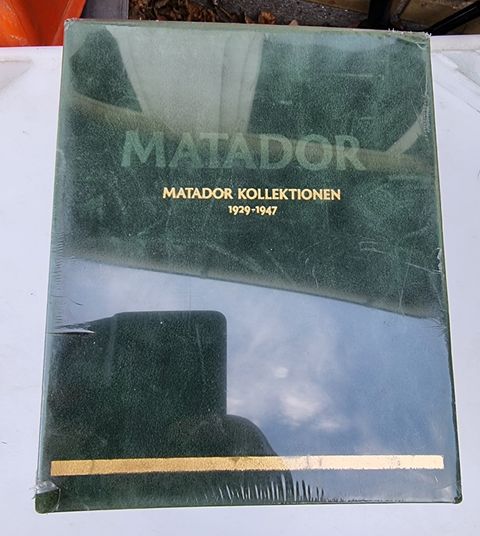 MATADOR
MATADOR KOLLEKTIONEN
1929-1947